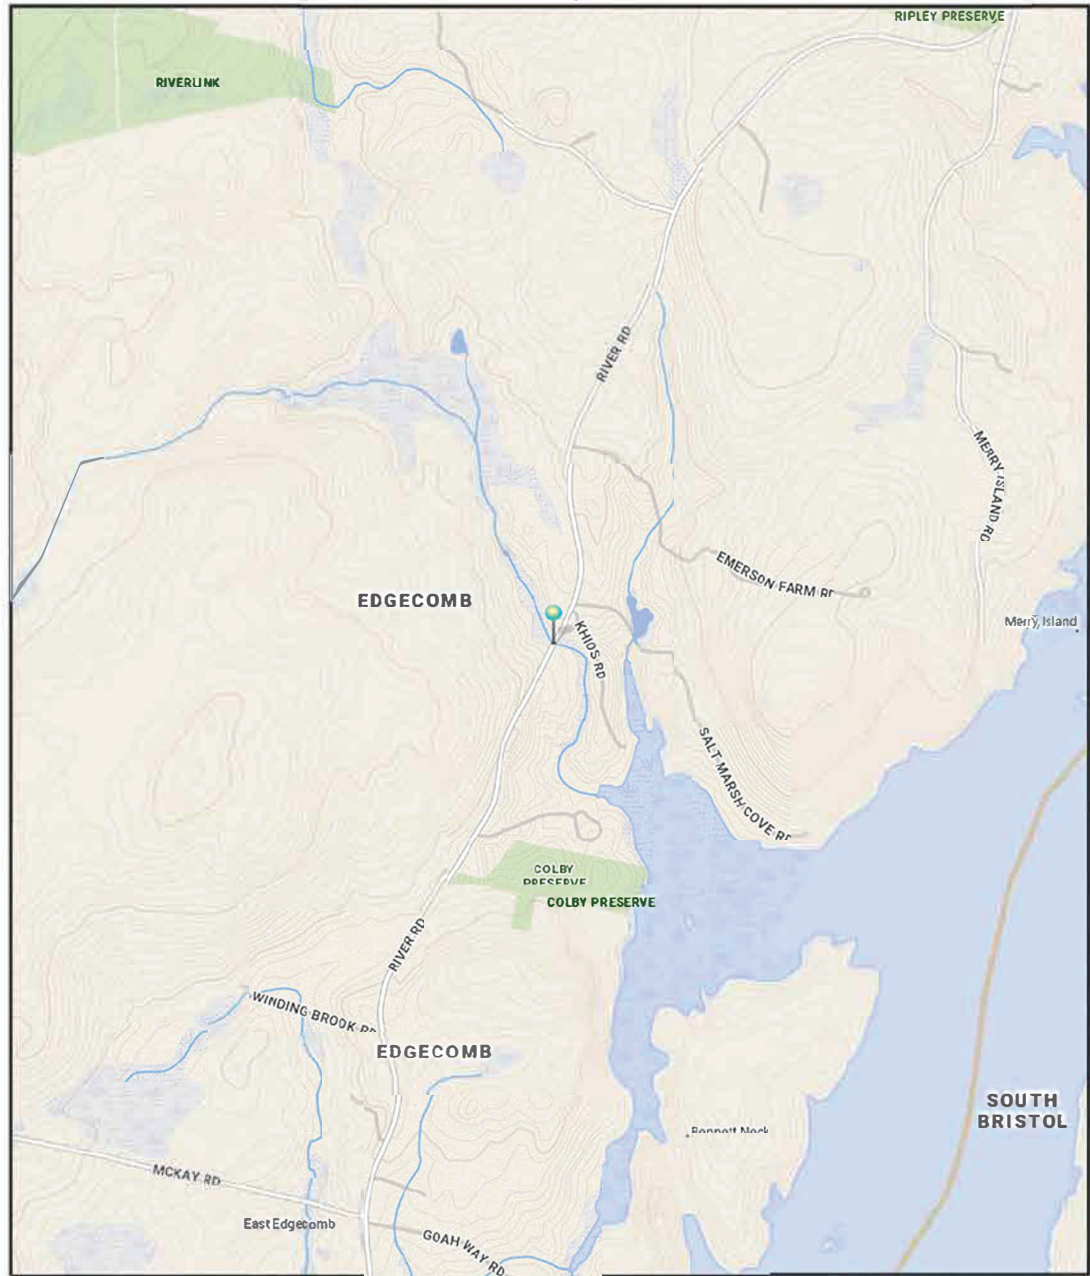 RIPLEY PRESERVE
RIVERLINK
RIVER RD
MERRY ISLAND RD
EMERSON FARM RD
EDGECOMB
Merry, Island
KHIOS RD
SALT MARSH COVE RD
COLBY
PRESERVE
COLBY PRESERVE
RIVER RD
WINDING BROOK RD
EDGECOMB
SOUTH
BRISTOL
Bennett Neck
MCKAY RD
East Edgecomb
GOAH WAY RD